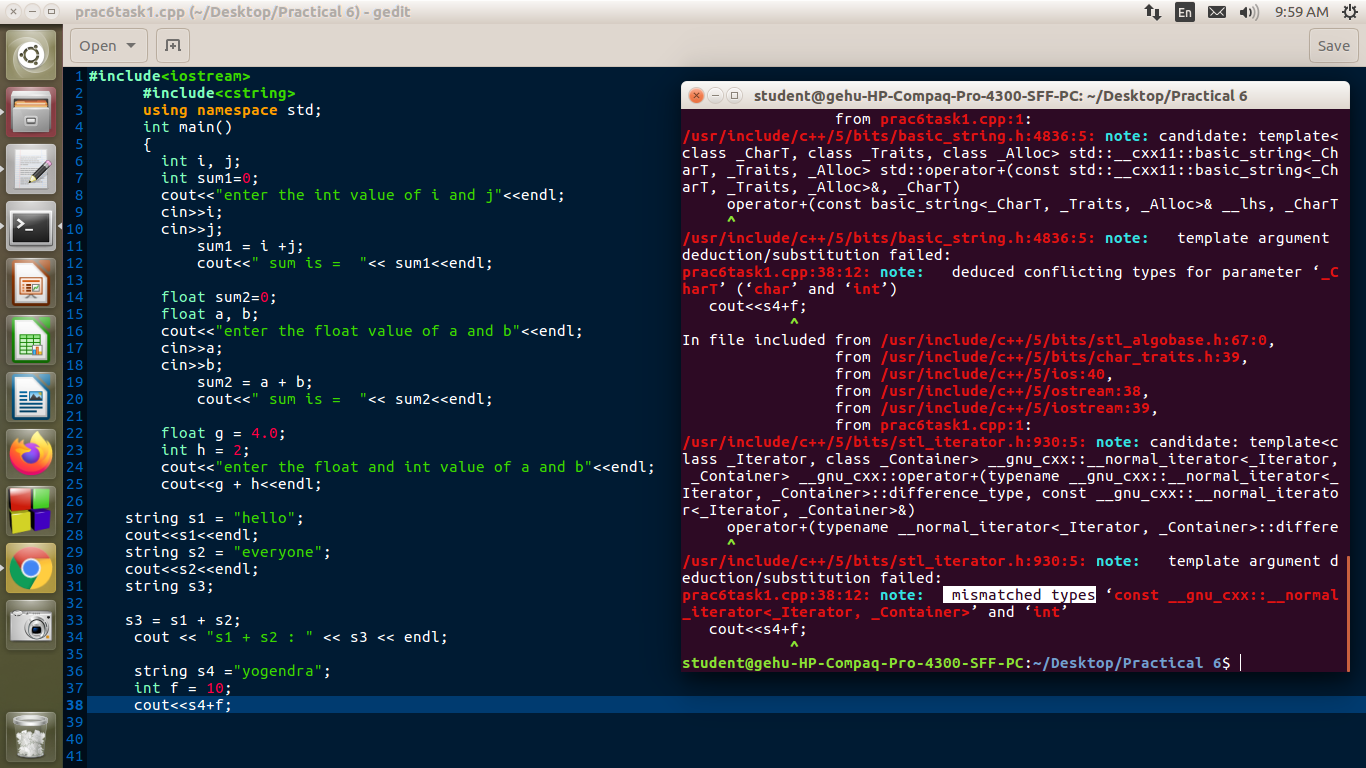 prac6task1.cpp (~/Desktop/Practical 6) - gedit
En
9:59 AM
Open
Save
1 #include<iostream>
2 #include<cstring>
3 using namespace std;
4 int main()
5 {
6 int i, j;
7 int sum1=0;
8 cout<<"enter the int value of i and j"<<endl;
9 cin>>i;
10 cin>>j;
11 sum1 = i +j;
12 cout<<" sum is =  "<< sum1<<endl;
13
14 float sum2=0;
15 float a, b;
16 cout<<"enter the float value of a and b"<<endl;
17 cin>>a;
18 cin>>b;
19 sum2 = a + b;
20 cout<<" sum is =  "<< sum2<<endl;
21
22 float g = 4.0;
23 int h = 2;
24 cout<<"enter the float and int value of a and b"<<endl;
25 cout<<g + h<<endl;
26
27 string s1 = "hello";
28 cout<<s1<<endl;
29 string s2 = "everyone";
30 cout<<s2<<endl;
31 string s3;
32
33 s3 = s1 + s2;
34 cout << "s1 + s2 : " << s3 << endl;
35
36 string s4 ="yogendra";
37 int f = 10;
38 cout<<s4+f;
39
40
41
student@gehu-HP-Compaq-Pro-4300-SFF-PC: ~/Desktop/Practical 6
from prac6task1.cpp:1:
/usr/include/c++/5/bits/basic_string.h:4836:5: note: candidate: template<
class _CharT, class _Traits, class _Alloc> std::__cxx11::basic_string<_Ch
arT, _Traits, _Alloc> std::operator+(const std::__cxx11::basic_string<_Ch
arT, _Traits, _Alloc>&, _CharT)
operator+(const basic_string<_CharT, _Traits, _Alloc>& __lhs, _CharT
^
/usr/include/c++/5/bits/basic_string.h:4836:5: note:   template argument
deduction/substitution failed:
prac6task1.cpp:38:12: note:   deduced conflicting types for parameter ‘_C
harT’ (‘char’ and ‘int’)
cout<<s4+f;
^
In file included from /usr/include/c++/5/bits/stl_algobase.h:67:0,
from /usr/include/c++/5/bits/char_traits.h:39,
from /usr/include/c++/5/ios:40,
from /usr/include/c++/5/ostream:38,
from /usr/include/c++/5/iostream:39,
from prac6task1.cpp:1:
/usr/include/c++/5/bits/stl_iterator.h:930:5: note: candidate: template<c
lass _Iterator, class _Container> __gnu_cxx::__normal_iterator<_Iterator,
_Container> __gnu_cxx::operator+(typename __gnu_cxx::__normal_iterator<_
Iterator, _Container>::difference_type, const __gnu_cxx::__normal_iterato
r<_Iterator, _Container>&)
operator+(typename __normal_iterator<_Iterator, _Container>::differe
^
/usr/include/c++/5/bits/stl_iterator.h:930:5: note:   template argument d
eduction/substitution failed:
prac6task1.cpp:38:12: note:   mismatched types ‘const __gnu_cxx::__normal
_iterator<_Iterator, _Container>’ and ‘int’
cout<<s4+f;
^
student@gehu-HP-Compaq-Pro-4300-SFF-PC:~/Desktop/Practical 6$